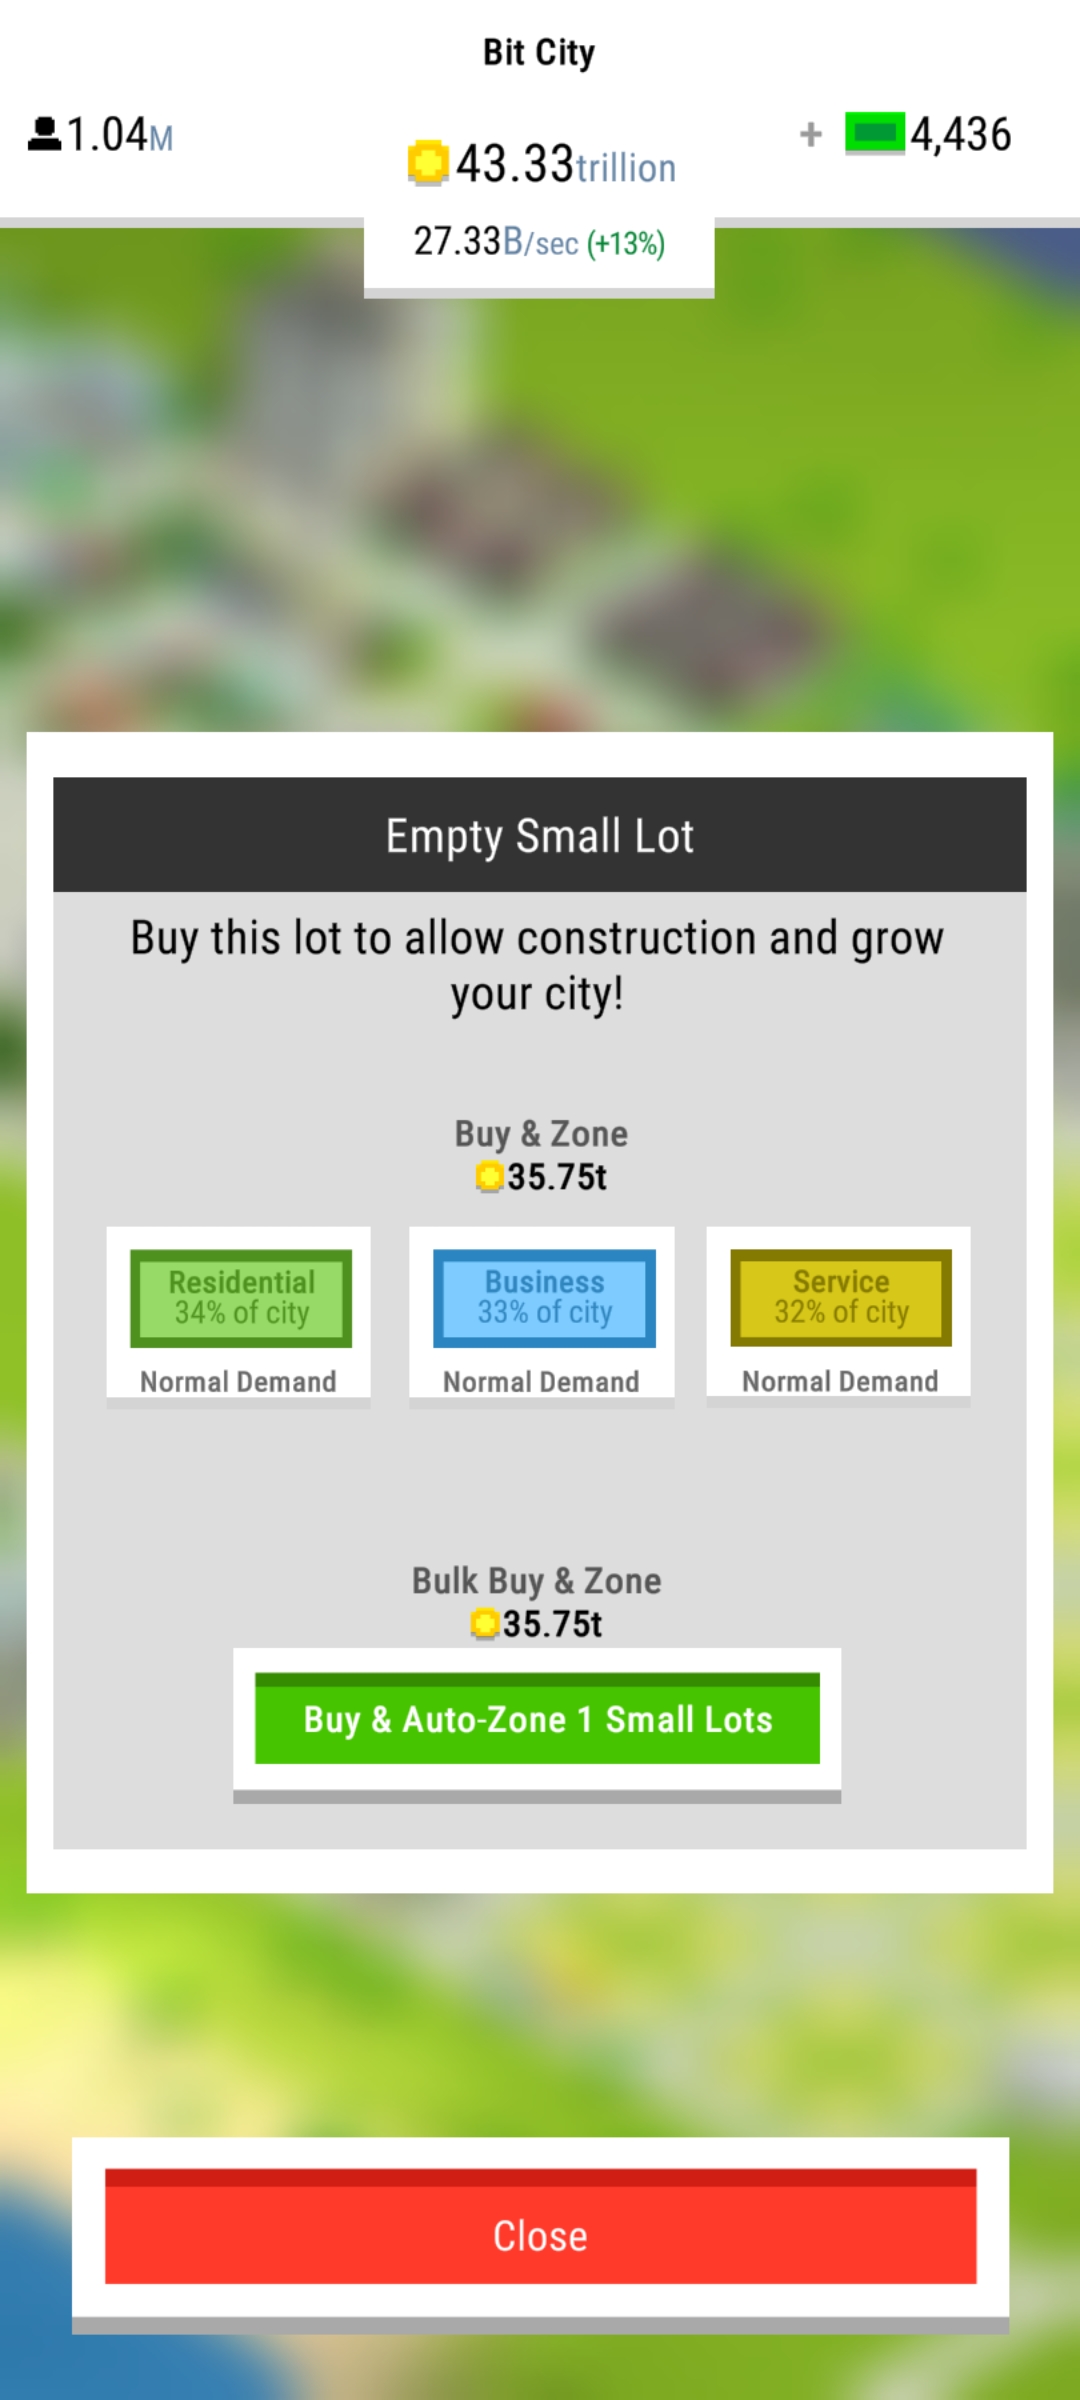 Bit City
1.04M
43.33trillion
+ 4,436
27.33B/sec (+13%)
Empty Small Lot
Buy this lot to allow construction and grow
your city!
Buy & Zone
35.75t
Residential
34% of city
Normal Demand
Business
33% of city
Normal Demand
Service
32% of city
Normal Demand
Bulk Buy & Zone
35.75t
Buy & Auto-Zone 1 Small Lots
Close